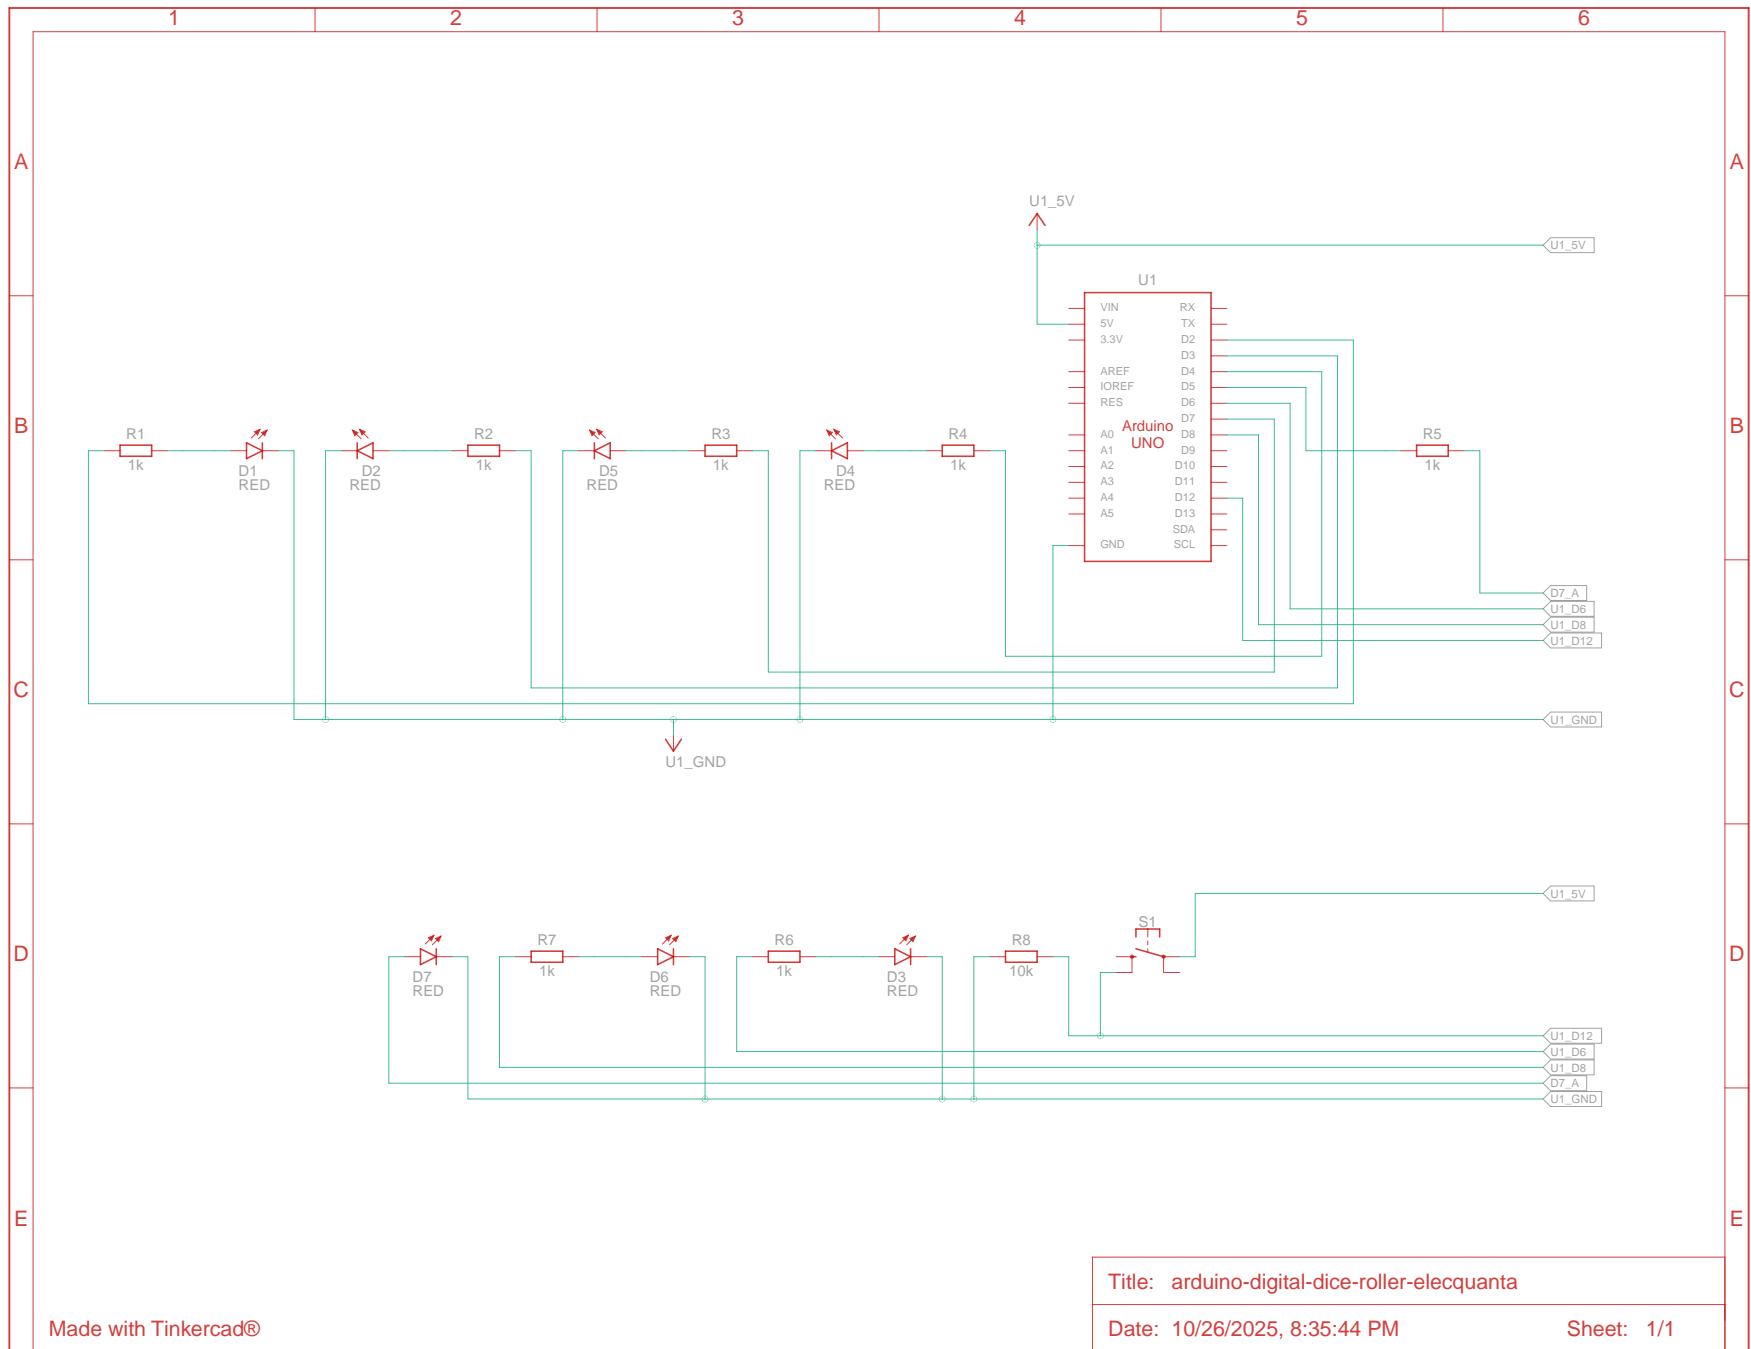 1 2 3 4 5 6
A A
U1_5V
U1_5V
U1
VIN RX
5V TX
3.3V D2
D3
AREF D4
IOREF D5
RES D6
D7
A0 D8
A1 D9
A2 D10
A3 D11
A4 D12
A5 D13
SDA
GND SCL
Arduino
UNO
B B
R1 R2 R3 R4 R5
1k D1 D2 1k D5 1k D4 1k 1k
RED RED RED RED
D7_A
U1_D6
U1_D8
U1_D12
C C
U1_GND
U1_GND
U1_5V
S1
D D
R7 R6 R8
D7 1k D6 1k D3 10k
RED RED RED
U1_D12
U1_D6
U1_D8
D7_A
U1_GND
E E
Title: arduino-digital-dice-roller-elecquanta
Made with Tinkercad®
Date: 10/26/2025, 8:35:44 PM Sheet: 1/1